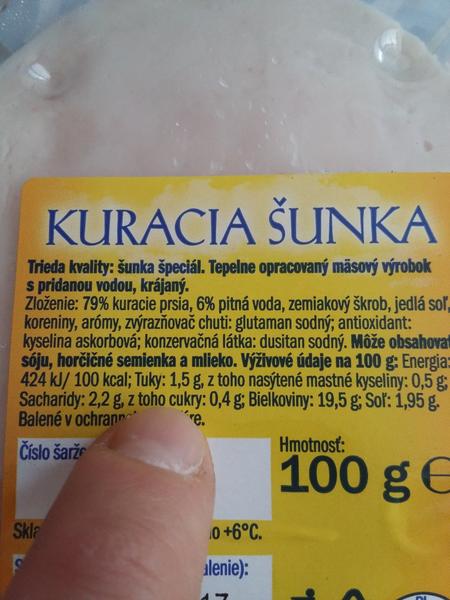 KURACIA ŠUNKA
Trieda kvality: šunka špeciál. Tepelne opracovaný mäsový výrobok
s pridanou vodou, krájaný.
Zloženie: 79% kuracie prsia, 6% pitná voda, zemiakový škrob, jedlá soľ,
koreniny, arómy, zvýrazňovač chuti: glutaman sodný; antioxidant:
kyselina askorbová; konzervačná látka: dusitan sodný. Môže obsahovať
sóju, horčičné semienka a mlieko. Výživové údaje na 100 g: Energia:
424 kJ/ 100 kcal; Tuky: 1,5 g, z toho nasýtené mastné kyseliny: 0,5 g;
Sacharidy: 2,2 g, z toho cukry: 0,4 g; Bielkoviny: 19,5 g; Soľ: 1,95 g.
Balené v
Číslo šarže
Hmotnosť:
100 g e
+6°C.